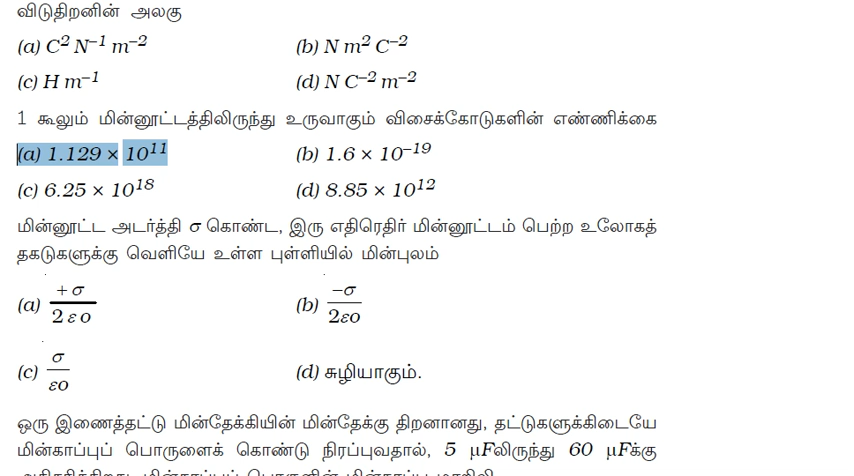 விடுதிறனின் அலகு
(a) C² N⁻¹ m⁻² (b) N m² C⁻²
(c) H m⁻¹ (d) N C⁻² m⁻²
1 கூலும் மின்னூட்டத்திலிருந்து உருவாகும் விசைக்கோடுகளின் எண்ணிக்கை
(a) 1.129 × 10¹¹ (b) 1.6 × 10⁻¹⁹
(c) 6.25 × 10¹⁸ (d) 8.85 × 10¹²
மின்னூட்ட அடர்த்தி σ கொண்ட, இரு எதிரெதிர் மின்னூட்டம் பெற்ற உலோகத்
தகடுகளுக்கு வெளியே உள்ள புள்ளியில் மின்புலம்
(a) +σ / 2εo (b) −σ / 2εo
(c) σ / εo (d) சுழியாகும்.
ஒரு இணைத்தட்டு மின்தேக்கியின் மின்தேக்கு திறனானது, தட்டுகளுக்கிடையே
மின்காப்புப் பொருளைக் கொண்டு நிரப்புவதால், 5 μFலிருந்து 60 μFக்கு